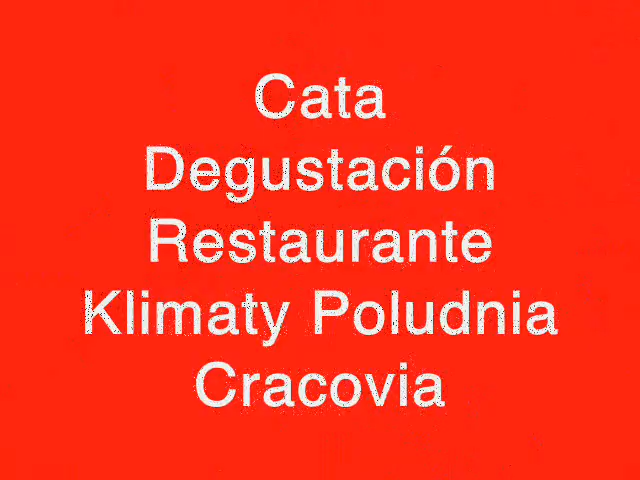 Cata
Degustación
Restaurante
Klimaty Poludnia
Cracovia